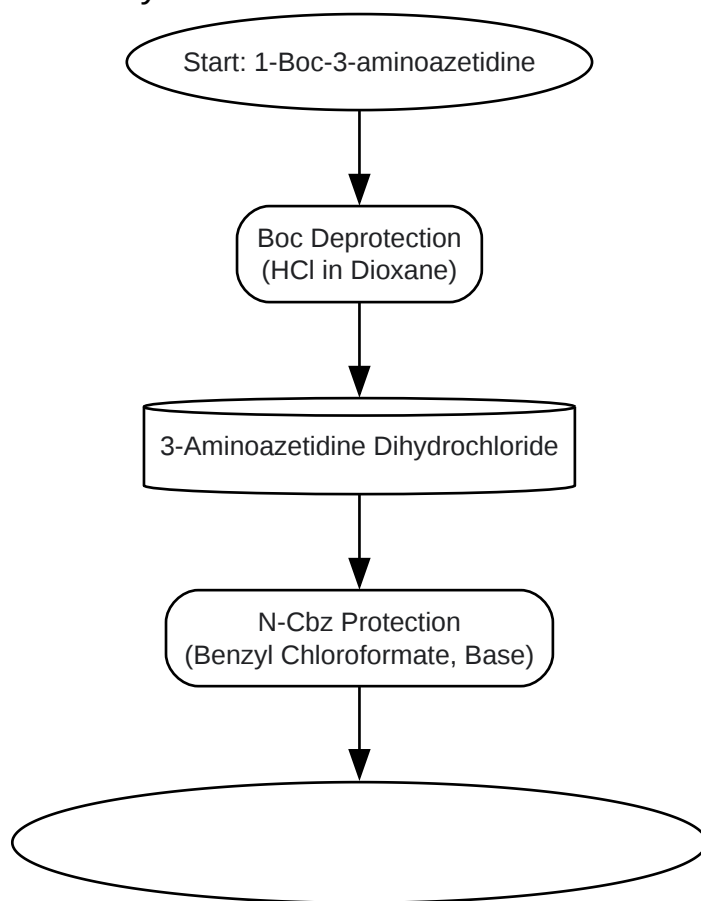 Start: 1-Boc-3-aminoazetidine
Boc Deprotection
(HCl in Dioxane)
3-Aminoazetidine Dihydrochloride
N-Cbz Protection
(Benzyl Chloroformate, Base)